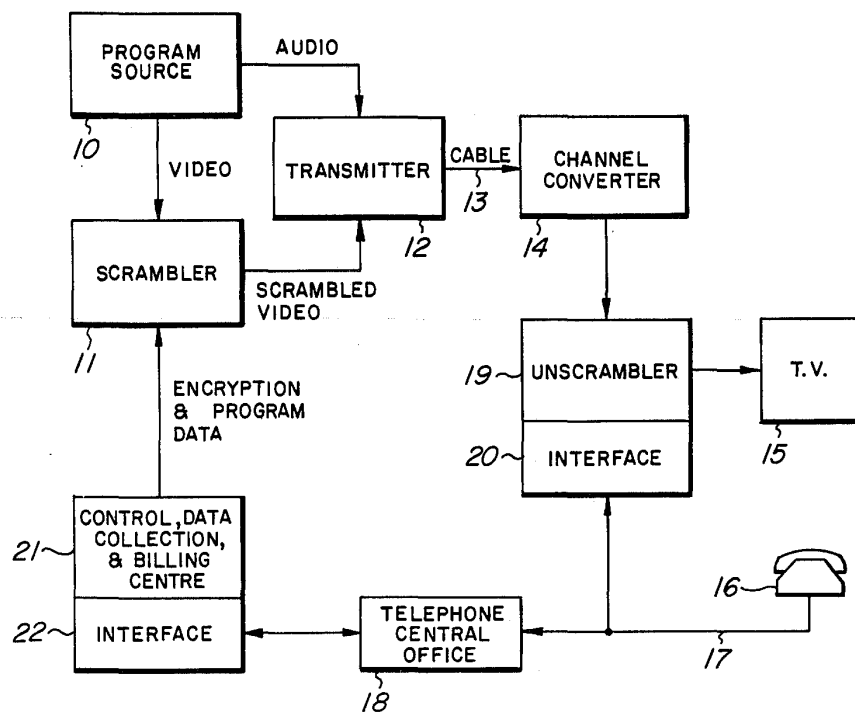 PROGRAM
SOURCE
10
AUDIO
VIDEO
TRANSMITTER
12
CABLE
13
CHANNEL
CONVERTER
14
SCRAMBLER
11
SCRAMBLED
VIDEO
ENCRYPTION
& PROGRAM
DATA
19
UNSCRAMBLER
T.V.
15
20
INTERFACE
21
CONTROL, DATA
COLLECTION,
& BILLING
CENTRE
22
INTERFACE
TELEPHONE
CENTRAL
OFFICE
18
16
17